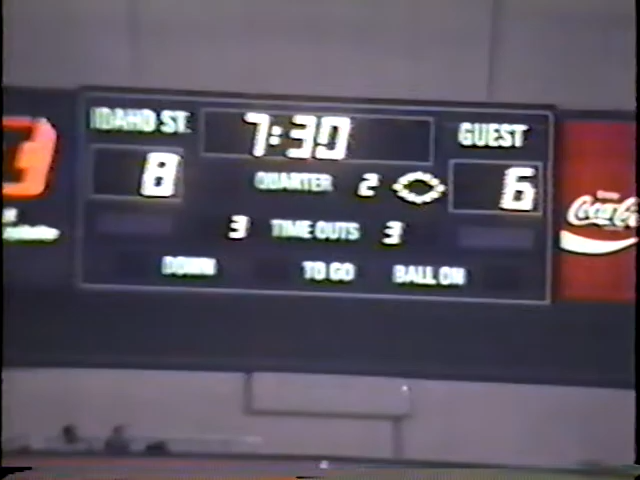 IDAHO ST. 7:30 GUEST
8 QUARTER 2 6
3 TIME OUTS 3
DOWN TO GO BALL ON
Coca-Cola